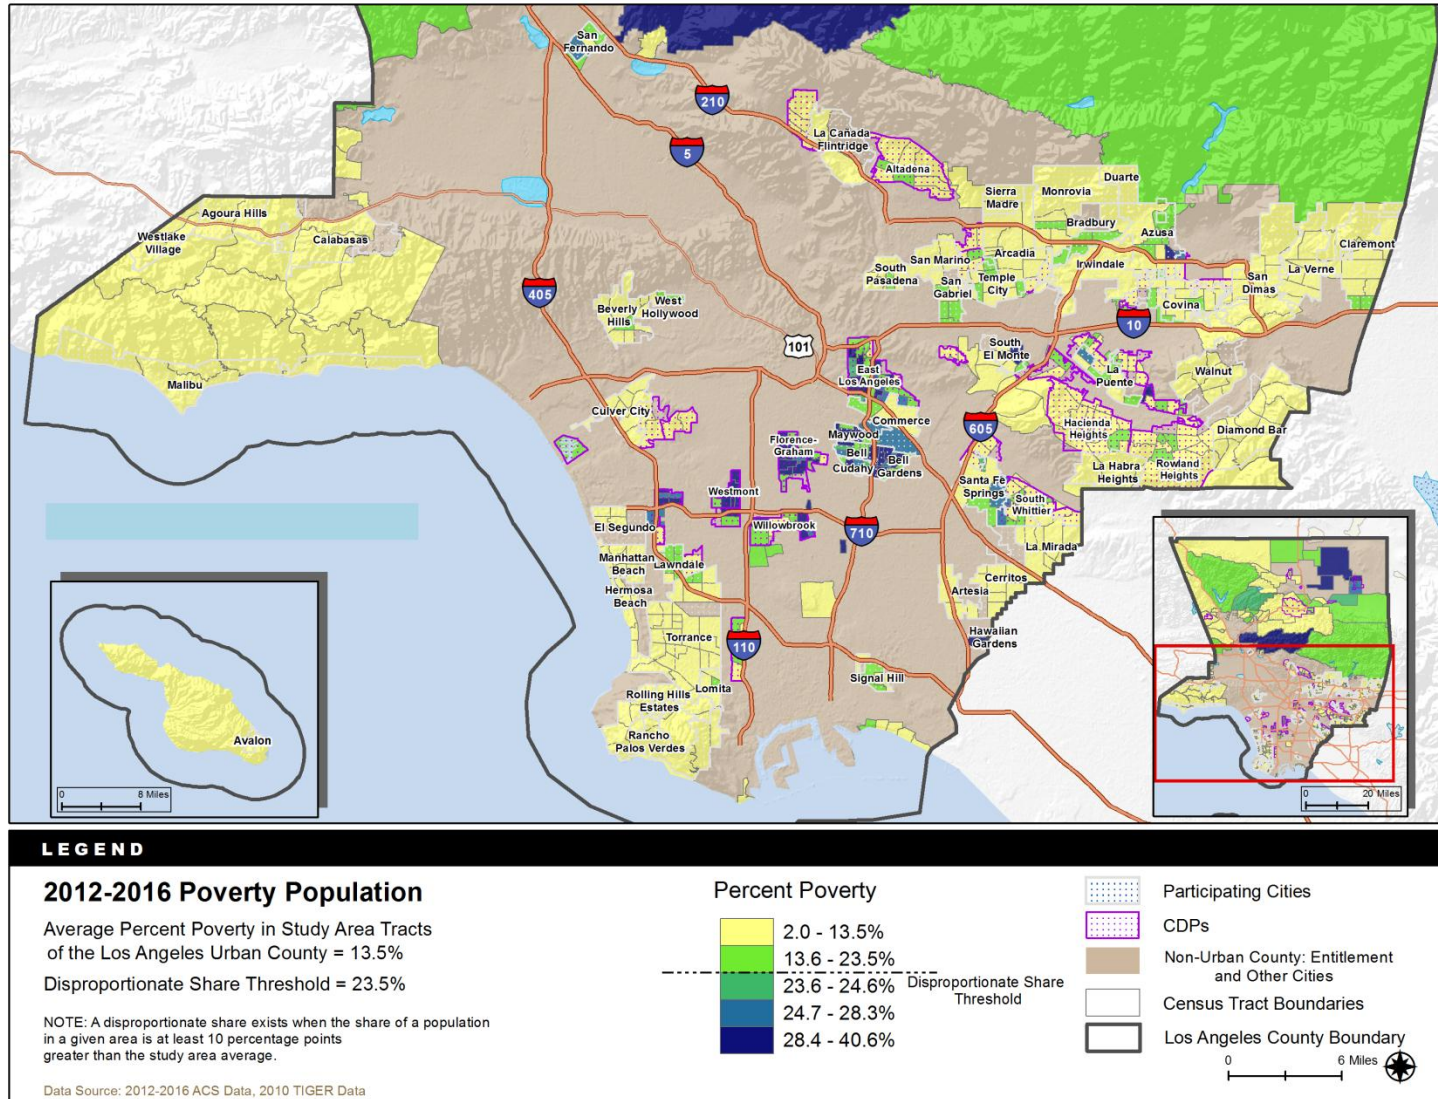 San
Fernando
210
5
La Cañada
Flintridge
Altadena
Sierra
Madre
Monrovia
Duarte
Bradbury
Azusa
Agoura Hills
Westlake
Village
Calabasas
Claremont
La Verne
San
Dimas
Arcadia
San Marino
South
Pasadena
San
Gabriel
Temple
City
Irwindale
Covina
405
Beverly
Hills
West
Hollywood
101
10
Malibu
South
El Monte
La
Puente
Walnut
East
Los Angeles
Culver City
Commerce
605
Hacienda
Heights
Diamond Bar
Maywood
Florence-
Graham
Bell
Cudahy
Bell
Gardens
La Habra
Heights
Rowland
Heights
Santa Fe
Springs
South
Whittier
Westmont
El Segundo
Willowbrook
710
La Mirada
Manhattan
Beach
Lawndale
Hermosa
Beach
Cerritos
Artesia
Torrance
110
Hawaiian
Gardens
Signal Hill
Rolling Hills
Estates
Lomita
Rancho
Palos Verdes
Avalon
0 8 Miles
0 20 Miles
LEGEND
2012-2016 Poverty Population
Average Percent Poverty in Study Area Tracts
of the Los Angeles Urban County = 13.5%
Disproportionate Share Threshold = 23.5%
NOTE: A disproportionate share exists when the share of a population
in a given area is at least 10 percentage points
greater than the study area average.
Data Source: 2012-2016 ACS Data, 2010 TIGER Data
Percent Poverty
2.0 - 13.5%
13.6 - 23.5%
23.6 - 24.6%
24.7 - 28.3%
28.4 - 40.6%
Disproportionate Share
Threshold
Participating Cities
CDPs
Non-Urban County: Entitlement
and Other Cities
Census Tract Boundaries
Los Angeles County Boundary
0 6 Miles